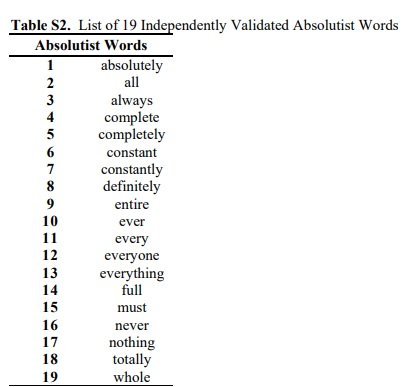 Table S2. List of 19 Independently Validated Absolutist Words
Absolutist Words
1 absolutely
2 all
3 always
4 complete
5 completely
6 constant
7 constantly
8 definitely
9 entire
10 ever
11 every
12 everyone
13 everything
14 full
15 must
16 never
17 nothing
18 totally
19 whole